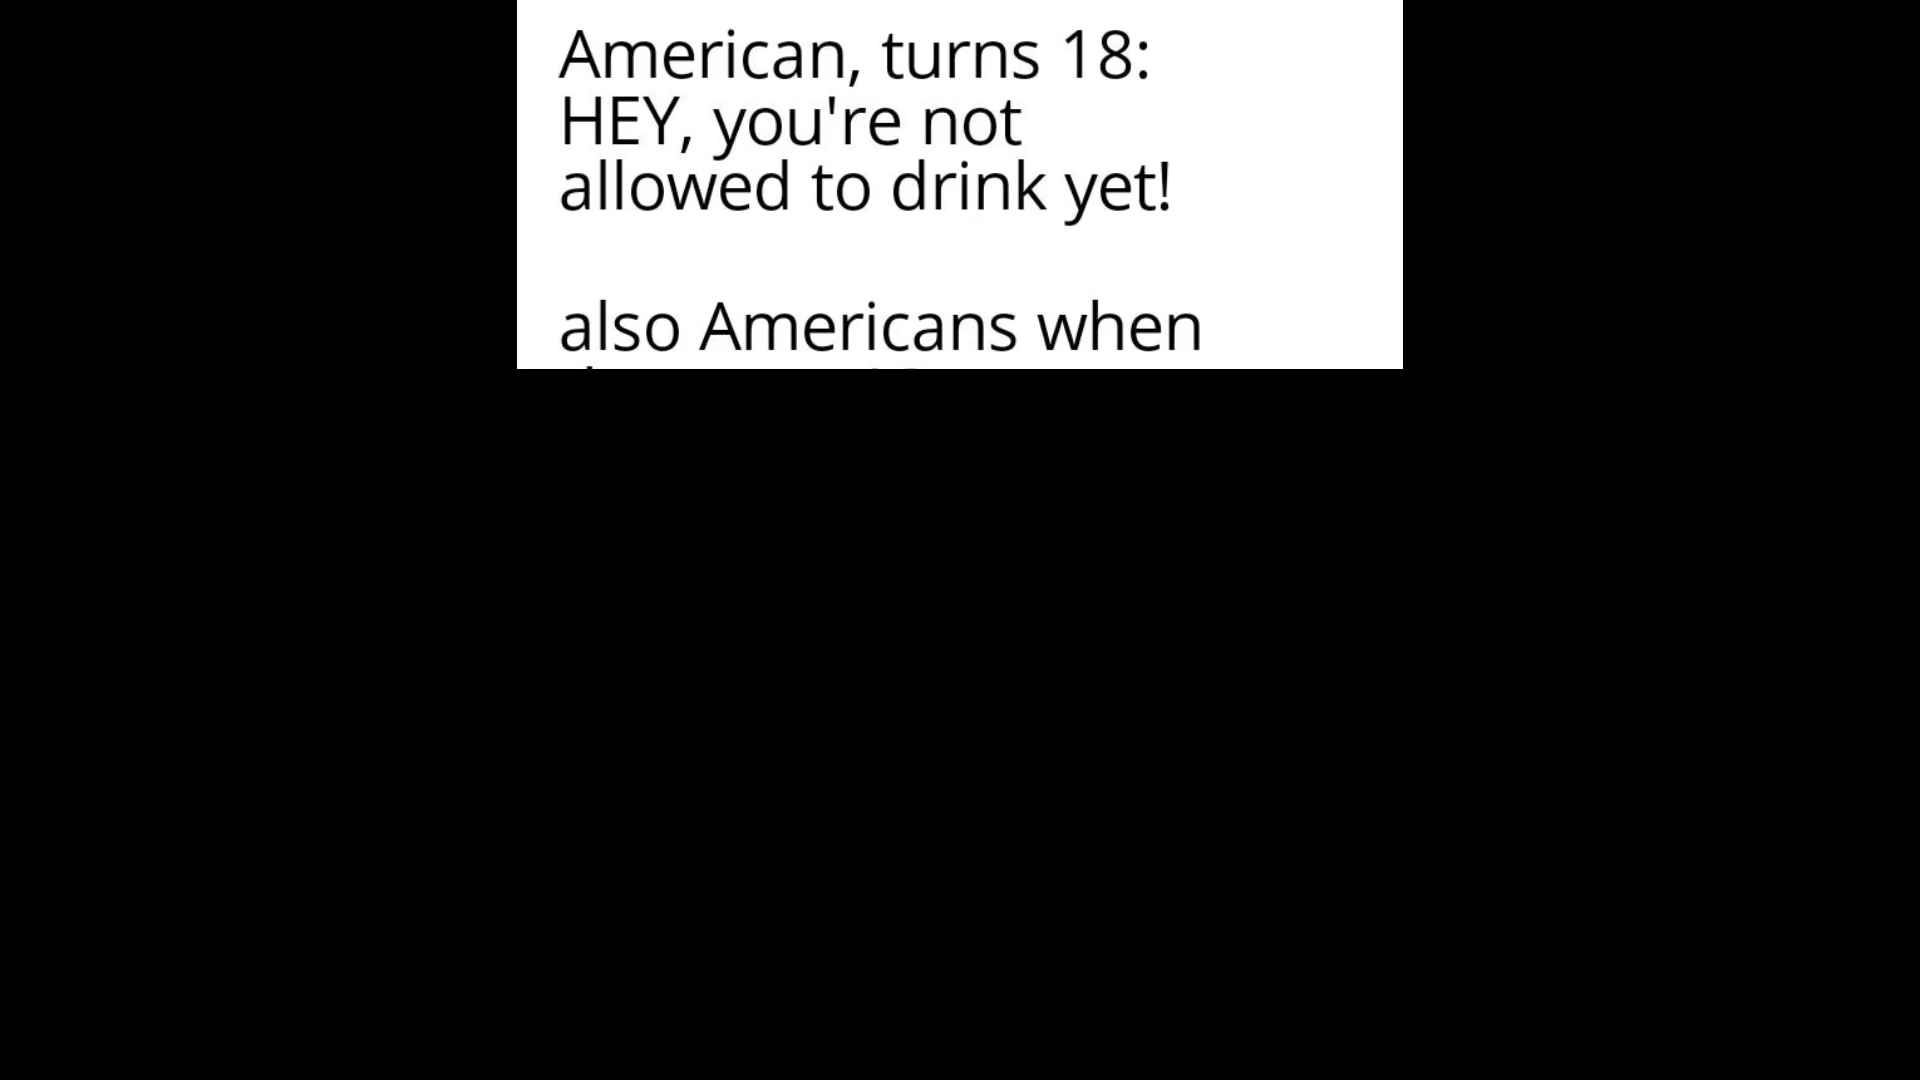 American, turns 18:
HEY, you're not
allowed to drink yet!
also Americans when